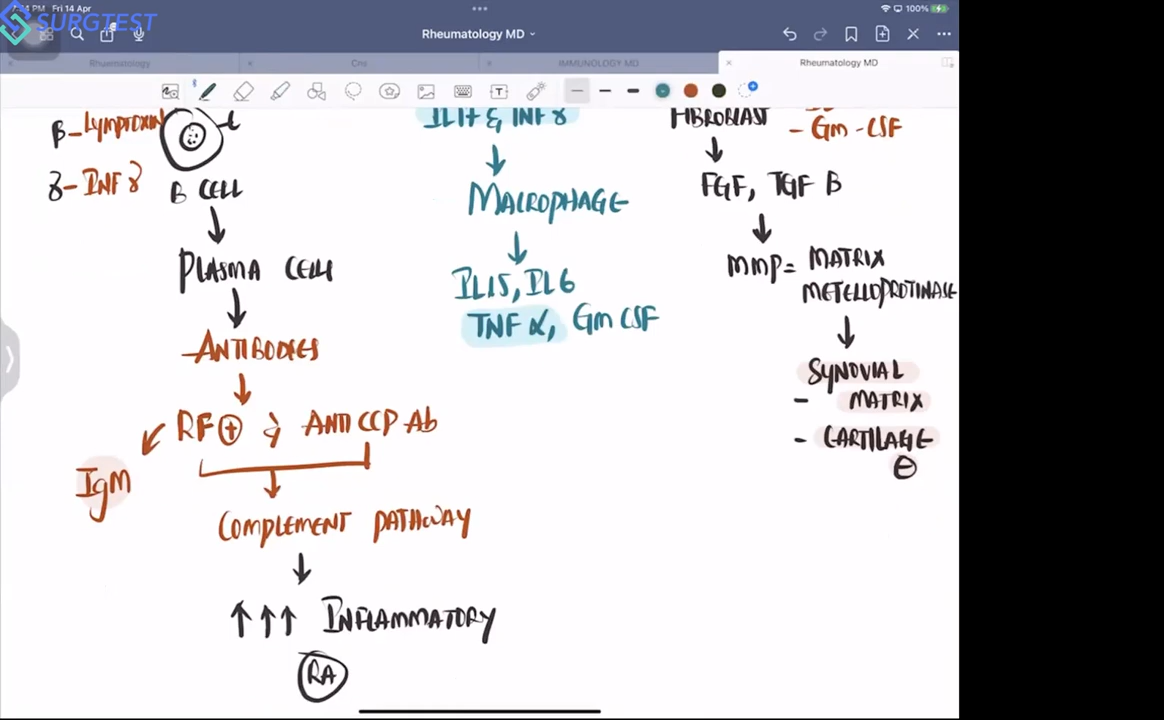 Fri 14 Apr
100%
SURGTEST
Rheumatology MD
Cns
IMMUNOLOGY MD
Rheumatology MD
β-LYMPTOXIN
γ-INF γ
B CELL
PLASMA CELL
ANTIBODIES
RF + & ANTI CCP Ab
IgM
COMPLEMENT PATHWAY
↑↑↑ INFLAMMATORY
RA
IL17 & INF γ
MACROPHAGE
IL15, IL6
TNF α, Gm CSF
FIBROBLAST
- Gm-CSF
FGF, TGF B
MMP = MATRIX
METELLOPROTINASE
SYNOVIAL
- MATRIX
- CARTILAGE
⊖